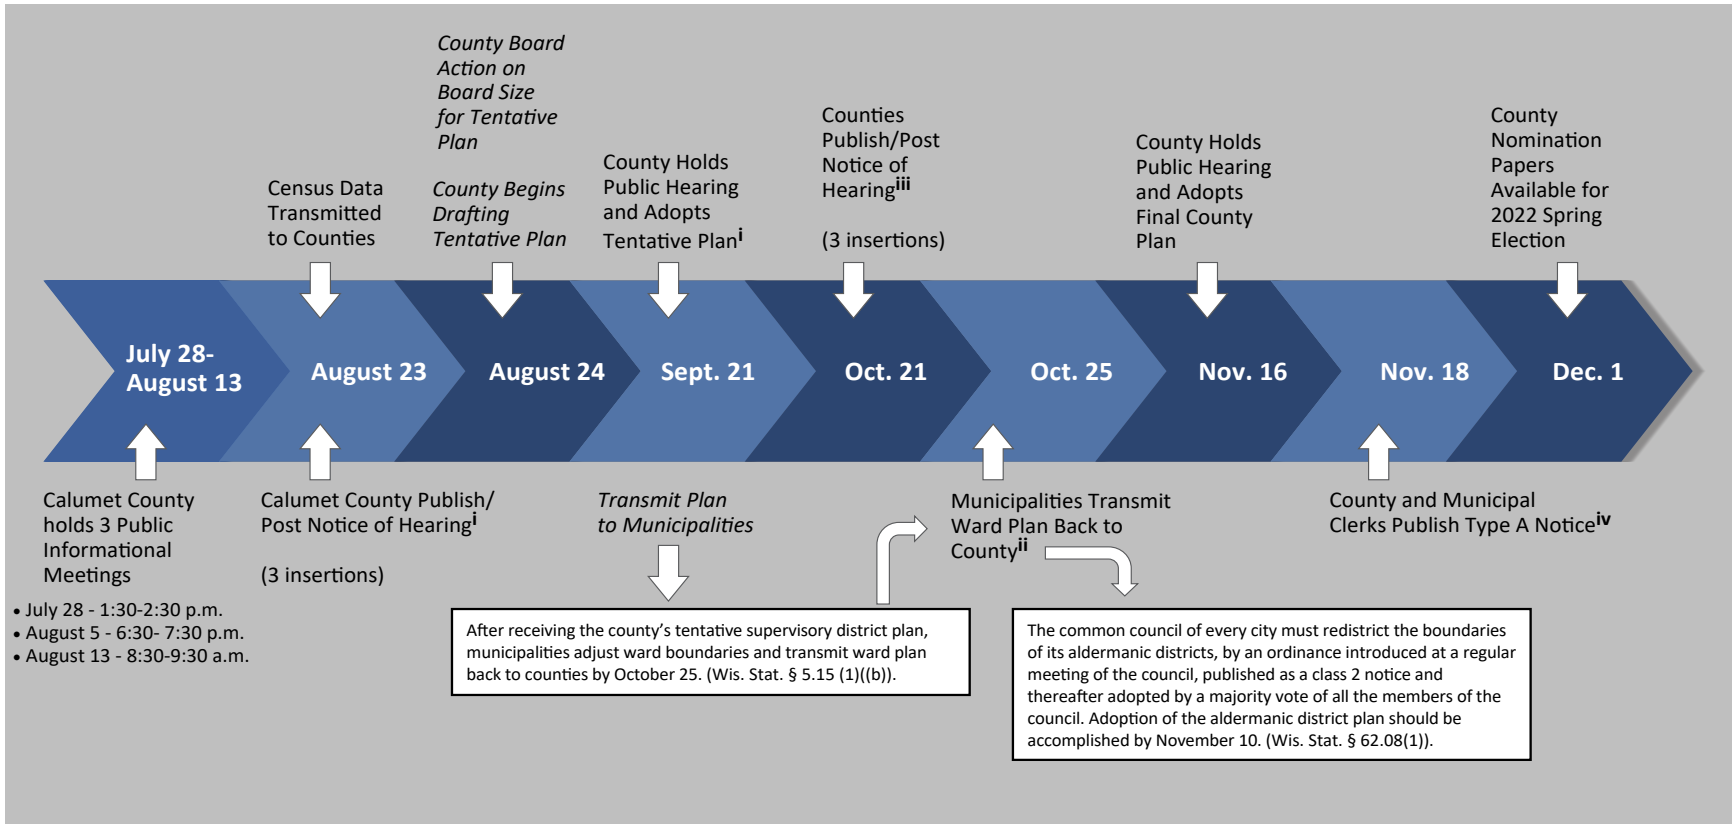 County Board
Action on
Board Size
for Tentative
Plan
County Begins
Drafting
Tentative Plan
Census Data
Transmitted
to Counties
County Holds
Public Hearing
and Adopts
Tentative Plani
Counties
Publish/Post
Notice of
Hearingiii
(3 insertions)
County Holds
Public Hearing
and Adopts
Final County
Plan
County
Nomination
Papers
Available for
2022 Spring
Election
July 28-
August 13
August 23
August 24
Sept. 21
Oct. 21
Oct. 25
Nov. 16
Nov. 18
Dec. 1
Calumet County
holds 3 Public
Informational
Meetings
• July 28 - 1:30-2:30 p.m.
• August 5 - 6:30- 7:30 p.m.
• August 13 - 8:30-9:30 a.m.
Calumet County Publish/
Post Notice of Hearingi
(3 insertions)
Transmit Plan
to Municipalities
After receiving the county’s tentative supervisory district plan,
municipalities adjust ward boundaries and transmit ward plan
back to counties by October 25. (Wis. Stat. § 5.15 (1)((b)).
Municipalities Transmit
Ward Plan Back to
Countyii
The common council of every city must redistrict the boundaries
of its aldermanic districts, by an ordinance introduced at a regular
meeting of the council, published as a class 2 notice and
thereafter adopted by a majority vote of all the members of the
council. Adoption of the aldermanic district plan should be
accomplished by November 10. (Wis. Stat. § 62.08(1)).
County and Municipal
Clerks Publish Type A Noticeiv